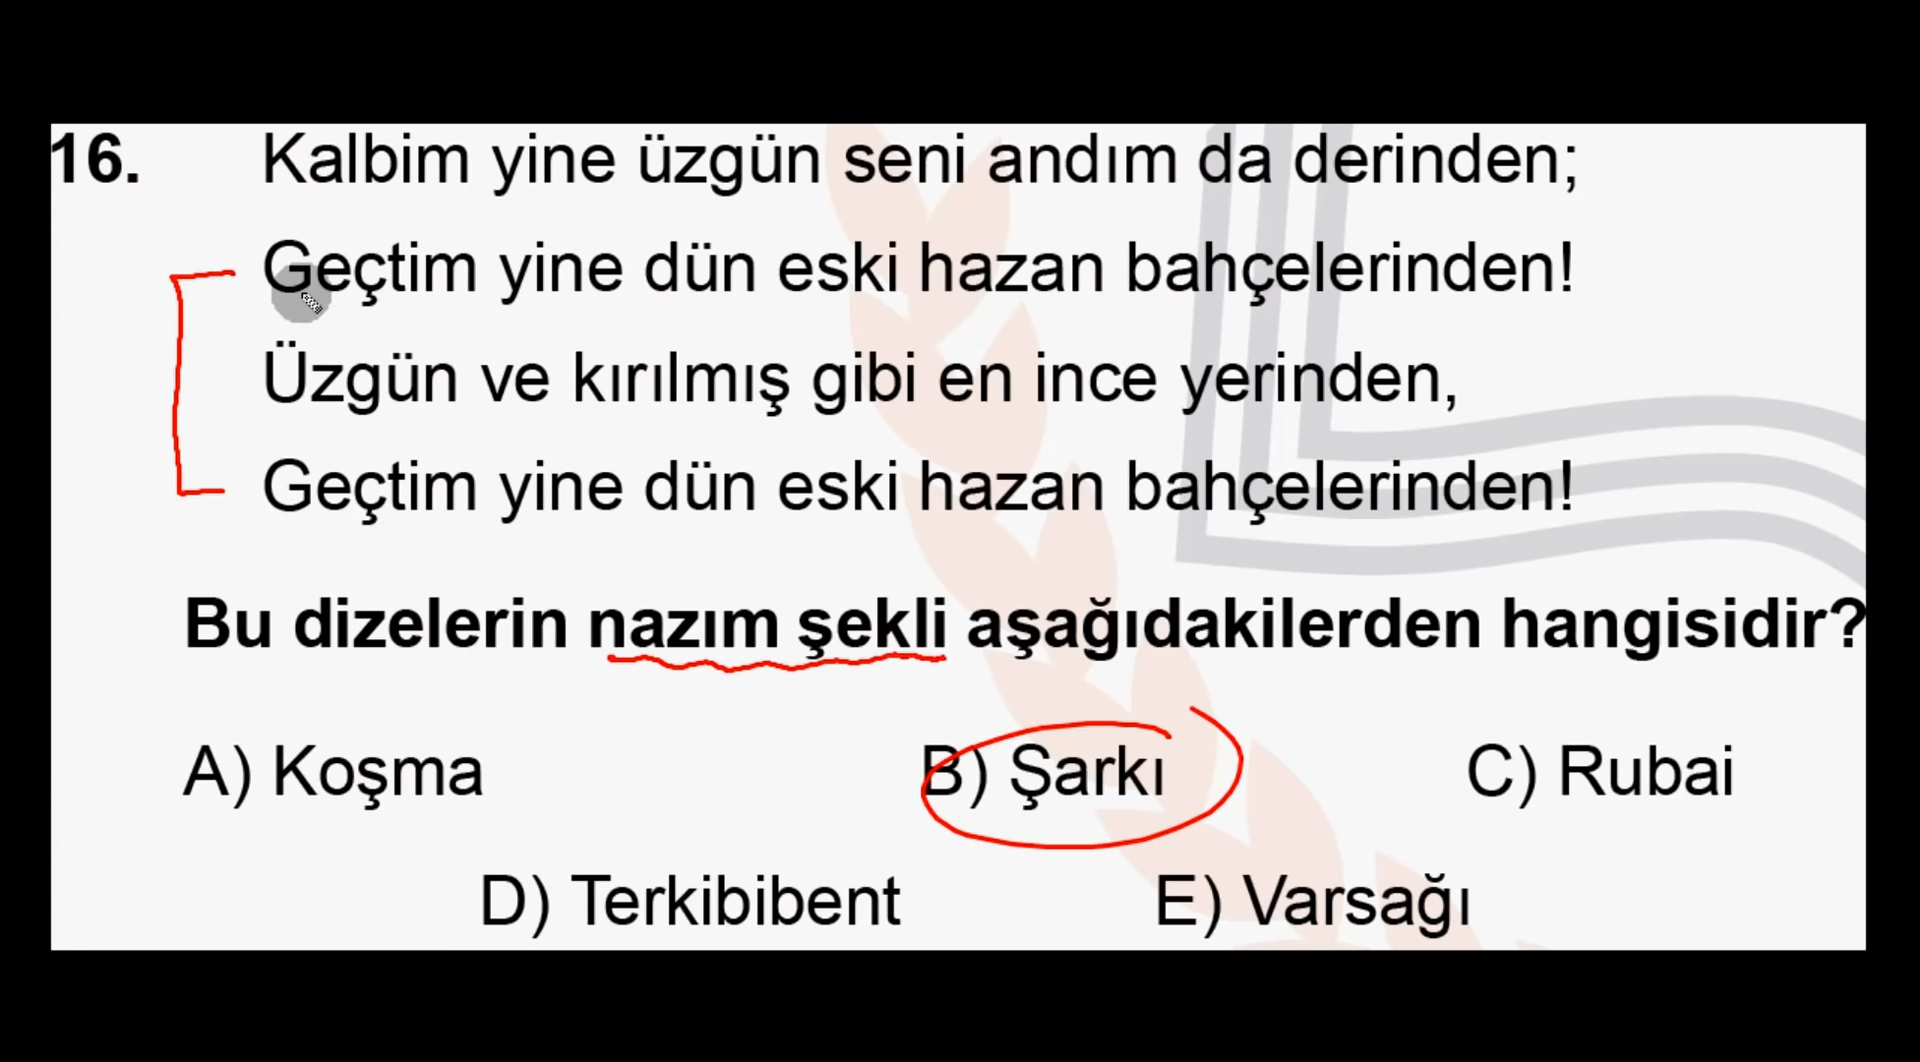 16. Kalbim yine üzgün seni andım da derinden;
Geçtim yine dün eski hazan bahçelerinden!
Üzgün ve kırılmış gibi en ince yerinden,
Geçtim yine dün eski hazan bahçelerinden!
Bu dizelerin nazım şekli aşağıdakilerden hangisidir?
A) Koşma B) Şarkı C) Rubai
D) Terkibibent E) Varsağı